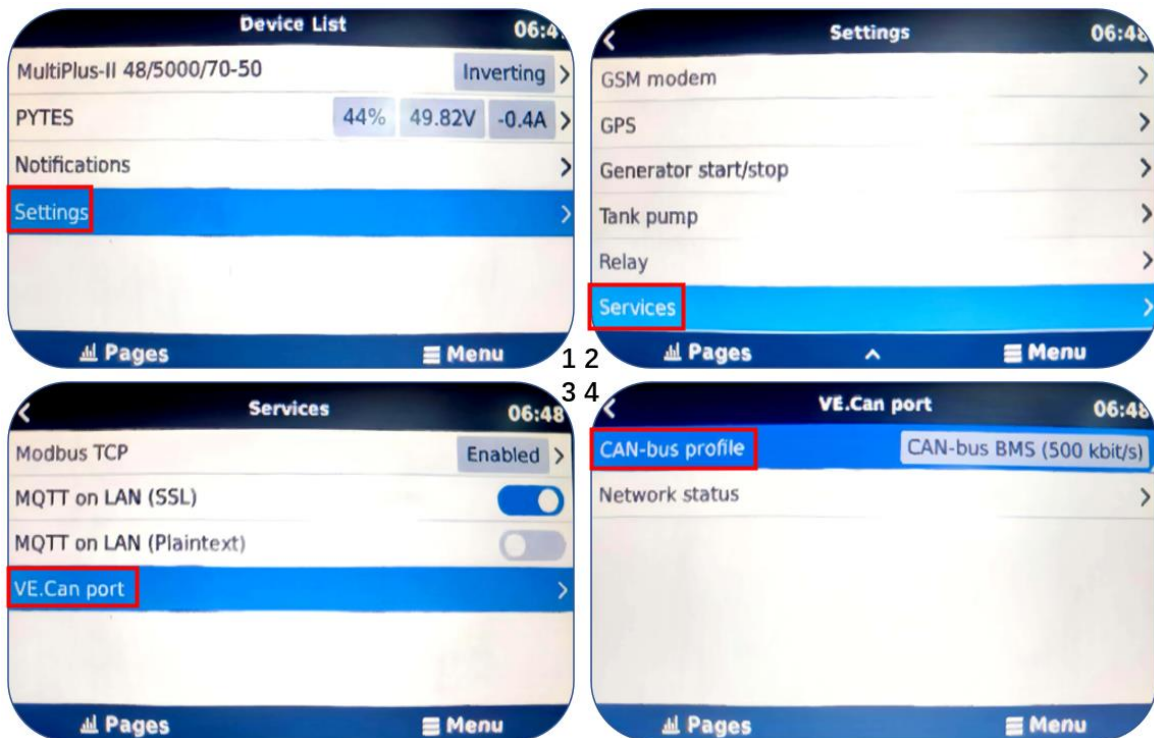 Device List 06:4
MultiPlus-II 48/5000/70-50 Inverting
PYTES 44% 49.82V -0.4A
Notifications
Settings
Pages Menu
Settings 06:48
GSM modem
GPS
Generator start/stop
Tank pump
Relay
Services
Pages Menu
1 2
3 4
Services 06:48
Modbus TCP Enabled
MQTT on LAN (SSL)
MQTT on LAN (Plaintext)
VE.Can port
Pages Menu
VE.Can port 06:48
CAN-bus profile CAN-bus BMS (500 kbit/s)
Network status
Pages Menu